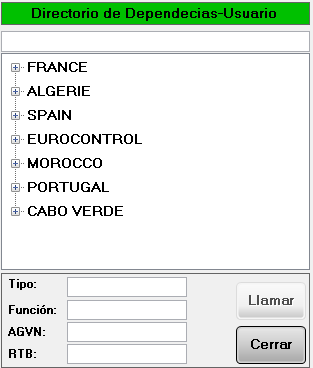 Directorio de Dependecias-Usuario
FRANCE
ALGERIE
SPAIN
EUROCONTROL
MOROCCO
PORTUGAL
CABO VERDE
Tipo:
Función:
AGVN:
RTB:
Llamar
Cerrar